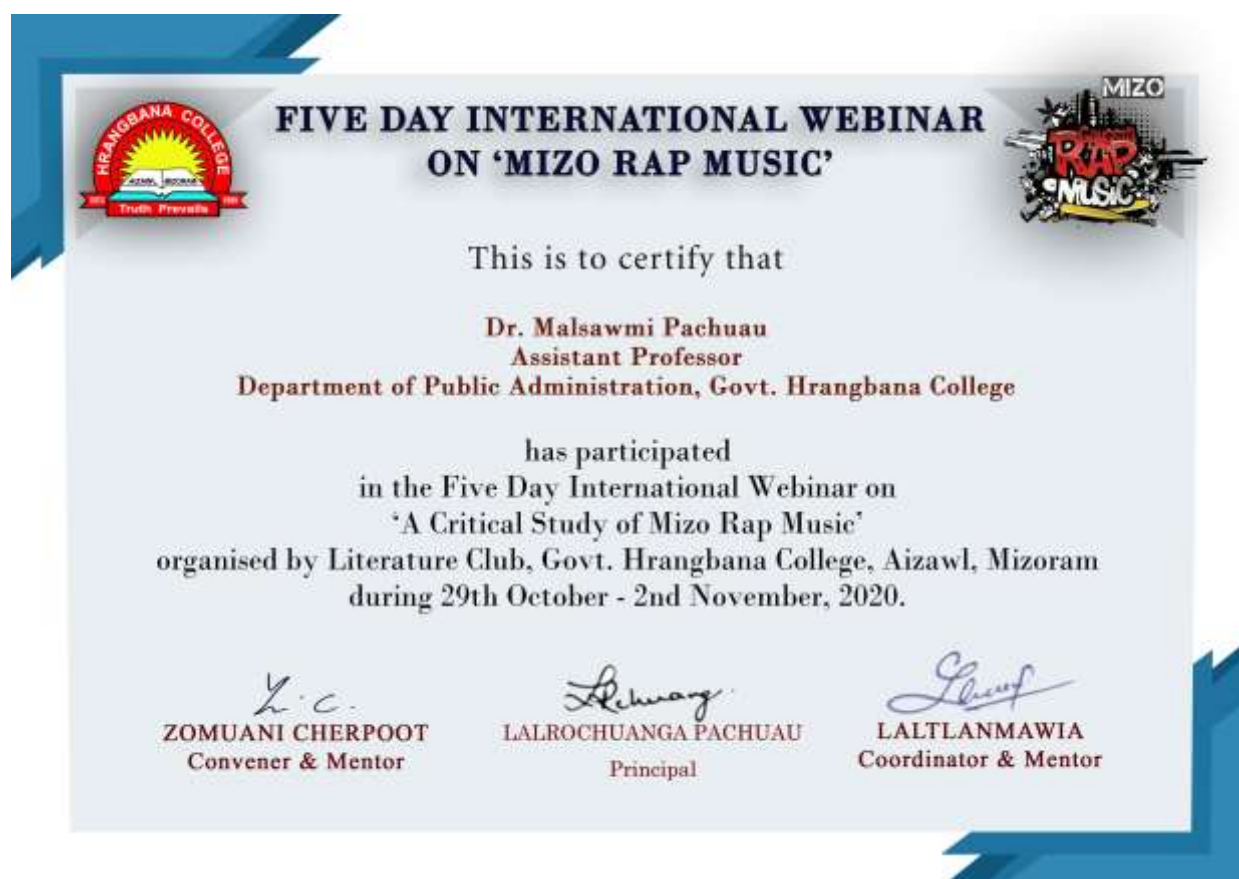 HRANGBANA COLLEGE
AIZAWL, MIZORAM
Truth Prevails
FIVE DAY INTERNATIONAL WEBINAR
ON ‘MIZO RAP MUSIC’
MIZO
RAP
MUSIC
This is to certify that
Dr. Malsawmi Pachuau
Assistant Professor
Department of Public Administration, Govt. Hrangbana College
has participated
in the Five Day International Webinar on
‘A Critical Study of Mizo Rap Music’
organised by Literature Club, Govt. Hrangbana College, Aizawl, Mizoram
during 29th October - 2nd November, 2020.
Z. C.
ZOMUANI CHERPOOT
Convener & Mentor
LALROCHUANGA PACHUAU
Principal
LALTLANMAWIA
Coordinator & Mentor